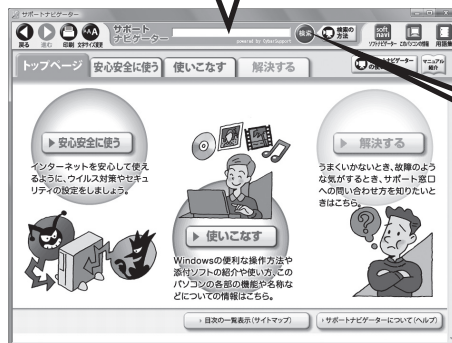 サポートナビゲーター
戻る
進む
印刷
文字サイズ変更
サポート
ナビゲーター
powered by CyberSupport
検索
検索の
方法
soft
navi
ソフトナビゲーター
このパソコンの情報
用語集
トップページ
安心安全に使う
使いこなす
解決する
マニュアル
紹介
安心安全に使う
インターネットを安心して使え
るように、ウイルス対策やセキュ
リティの設定をしましょう。
使いこなす
Windowsの便利な操作方法や
添付ソフトの紹介や使い方、この
パソコンの各部の機能や名称な
どについての情報はこちら。
解決する
うまくいかないとき、故障のよう
な気がするとき、サポート窓口
への問い合わせ方を知りたいと
きはこちら。
目次の一覧表示(サイトマップ)
サポートナビゲーターについて(ヘルプ)